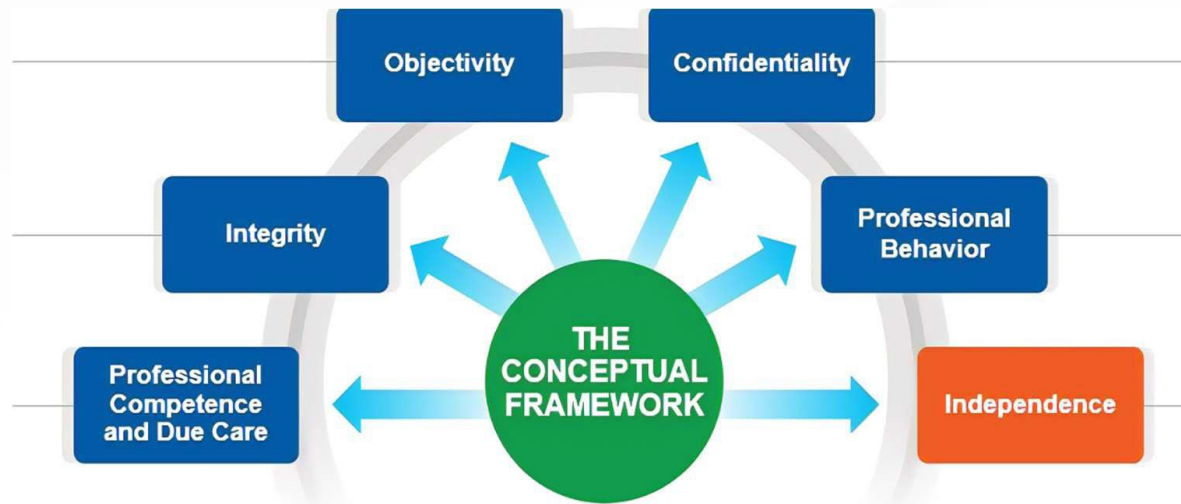 Objectivity
Confidentiality
Integrity
Professional
Behavior
THE
CONCEPTUAL
FRAMEWORK
Professional
Competence
and Due Care
Independence